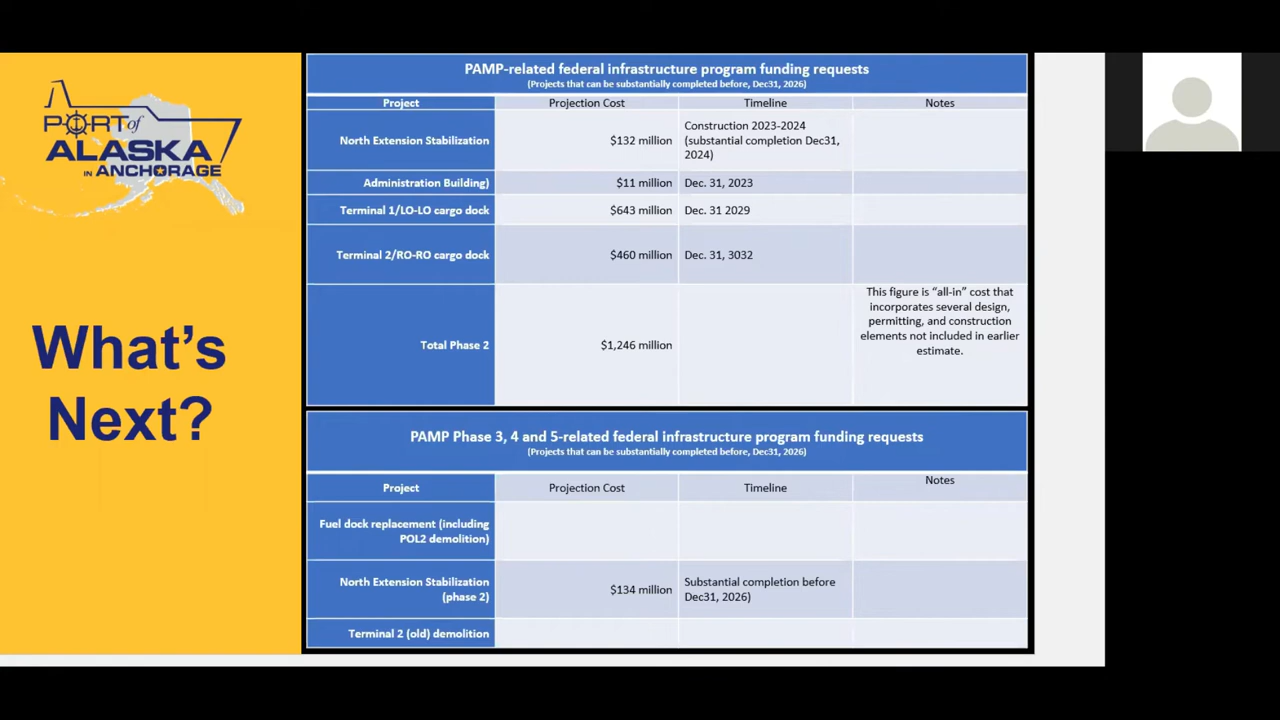 PORT of
ALASKA
IN ANCHORAGE
What's
Next?
PAMP-related federal infrastructure program funding requests
(Projects that can be substantially completed before, Dec31, 2026)
Project Projection Cost Timeline Notes
North Extension Stabilization $132 million Construction 2023-2024
(substantial completion Dec31,
2024)
Administration Building) $11 million Dec. 31, 2023
Terminal 1/LO-LO cargo dock $643 million Dec. 31 2029
Terminal 2/RO-RO cargo dock $460 million Dec. 31, 3032
Total Phase 2 $1,246 million
This figure is “all-in” cost that
incorporates several design,
permitting, and construction
elements not included in earlier
estimate.
PAMP Phase 3, 4 and 5-related federal infrastructure program funding requests
(Projects that can be substantially completed before, Dec31, 2026)
Project Projection Cost Timeline Notes
Fuel dock replacement (including
POL2 demolition)
North Extension Stabilization
(phase 2)
$134 million
Substantial completion before
Dec31, 2026)
Terminal 2 (old) demolition